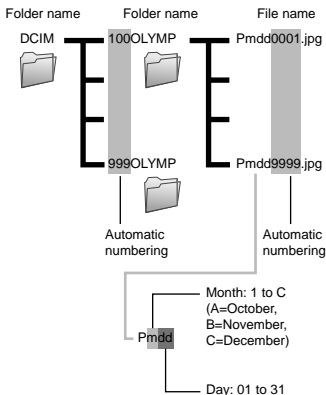 Folder name Folder name File name
DCIM 100OLYMP Pmdd0001.jpg
999OLYMP Pmdd9999.jpg
Automatic
numbering
Automatic
numbering
Month: 1 to C
(A=October,
B=November,
C=December)
Pmdd
Day: 01 to 31